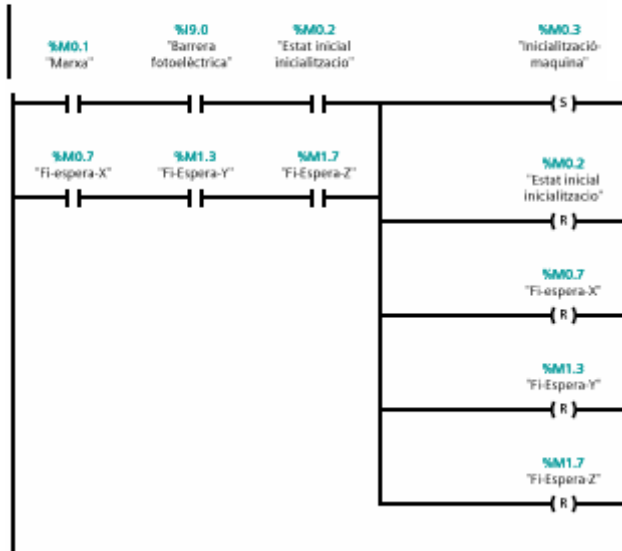 %M0.1
"Marxa"
%I9.0
"Barrera
fotoelèctrica"
%M0.2
"Estat inicial
inicialitzacio"
%M0.3
"Inicialització-
maquina"
S
%M0.7
"Fi-espera-X"
%M1.3
"Fi-Espera-Y"
%M1.7
"Fi-Espera-Z"
%M0.2
"Estat inicial
inicialitzacio"
R
%M0.7
"Fi-espera-X"
R
%M1.3
"Fi-Espera-Y"
R
%M1.7
"Fi-Espera-Z"
R